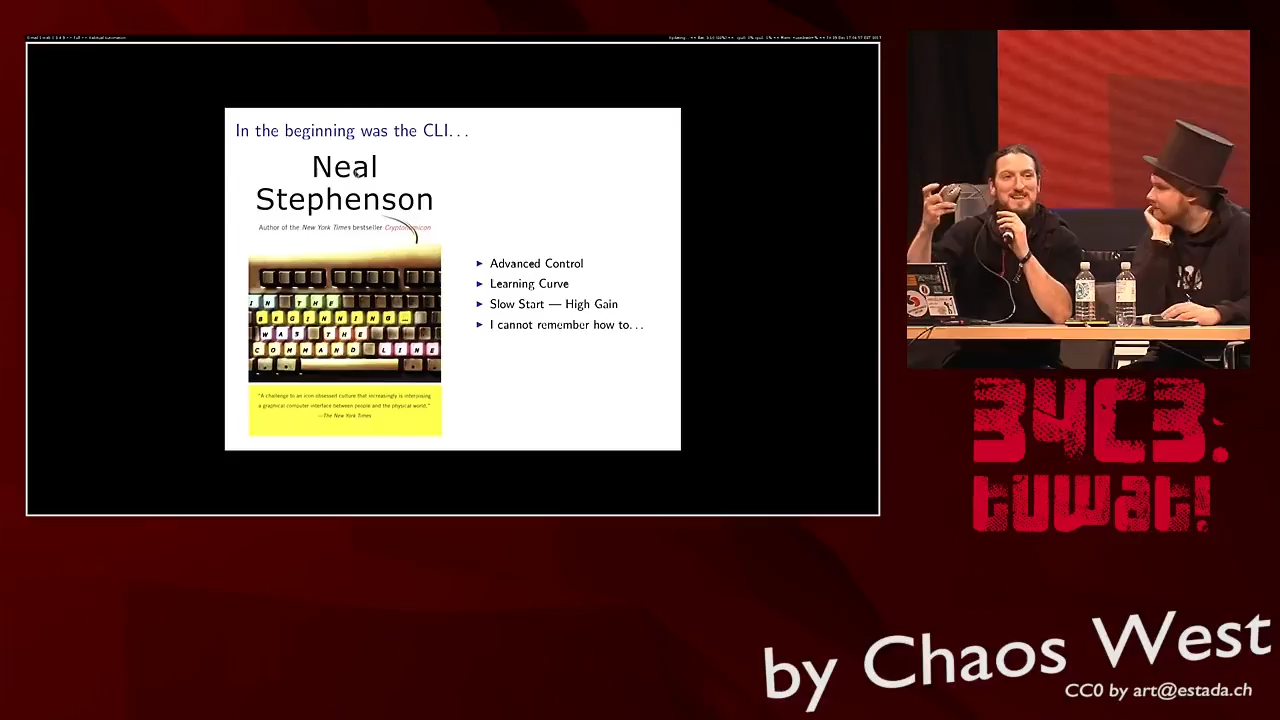 In the beginning was the CLI...
Neal
Stephenson
Author of the New York Times bestseller Cryptonomicon
IN THE
BEGINNING...
WAS THE
COMMAND LINE
"A challenge to an icon-obsessed culture that increasingly is interposing
a graphical computer interface between people and the physical world."
—The New York Times
▶ Advanced Control
▶ Learning Curve
▶ Slow Start — High Gain
▶ I cannot remember how to...
34C3:
tuwat!
by Chaos West
CC0 by art@estada.ch